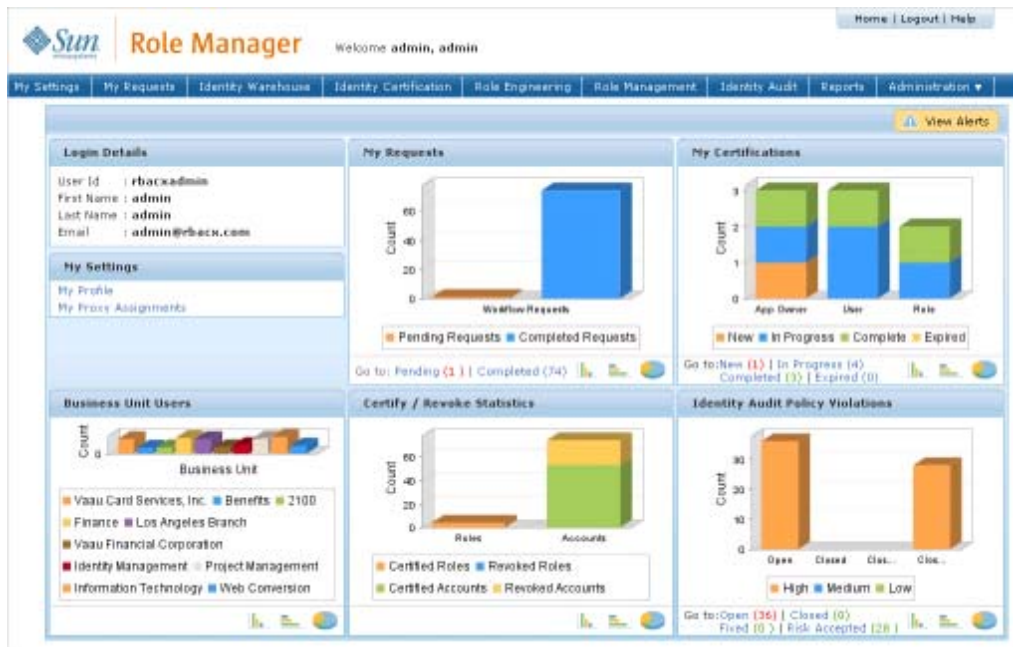 Home | Logout | Help
Sun
microsystems
Role Manager
Welcome admin, admin
My Settings
My Requests
Identity Warehouse
Identity Certification
Role Engineering
Role Management
Identity Audit
Reports
Administration
View Alerts
Login Details
User Id : rbacxadmin
First Name : admin
Last Name : admin
Email : admin@rbacx.com
My Settings
My Profile
My Proxy Assignments
My Requests
Count
60
40
20
0
Workflow Requests
Pending Requests Completed Requests
Go to: Pending (1 ) | Completed (74)
My Certifications
Count
3
2
1
0
App Owner User Role
New In Progress Complete Expired
Go to:New (1) | In Progress (4)
Completed (3) | Expired (0)
Business Unit Users
Count
0
Business Unit
Vaau Card Services, Inc. Benefits 2100
Finance Los Angeles Branch
Vaau Financial Corporation
Identity Management Project Management
Information Technology Web Conversion
Certify / Revoke Statistics
Count
60
40
20
0
Roles Accounts
Certified Roles Revoked Roles
Certified Accounts Revoked Accounts
Identity Audit Policy Violations
Count
30
20
10
0
Open Closed Clos... Clos...
High Medium Low
Go to:Open (36) | Closed (0)
Fixed (0 ) | Risk Accepted (28 )